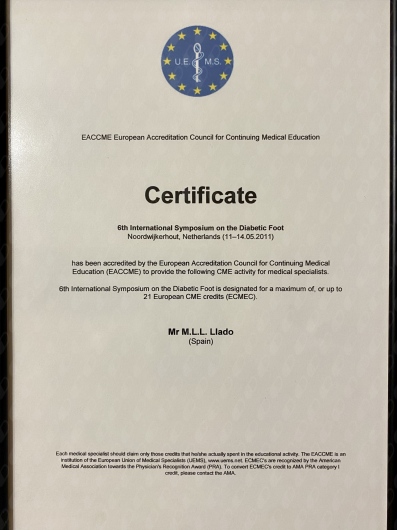 U.E. M.S.
EACCME European Accreditation Council for Continuing Medical Education
Certificate
6th International Symposium on the Diabetic Foot
Noordwijkerhout, Netherlands (11–14.05.2011)
has been accredited by the European Accreditation Council for Continuing Medical
Education (EACCME) to provide the following CME activity for medical specialists.
6th International Symposium on the Diabetic Foot is designated for a maximum of, or up to
21 European CME credits (ECMEC).
Mr M.L.L. Llado
(Spain)
Each medical specialist should claim only those credits that he/she actually spent in the educational activity. The EACCME is an
institution of the European Union of Medical Specialists (UEMS), www.uems.net. ECMEC's are recognized by the American
Medical Association towards the Physician's Recognition Award (PRA). To convert ECMEC's credit to AMA PRA category I
credit, please contact the AMA.